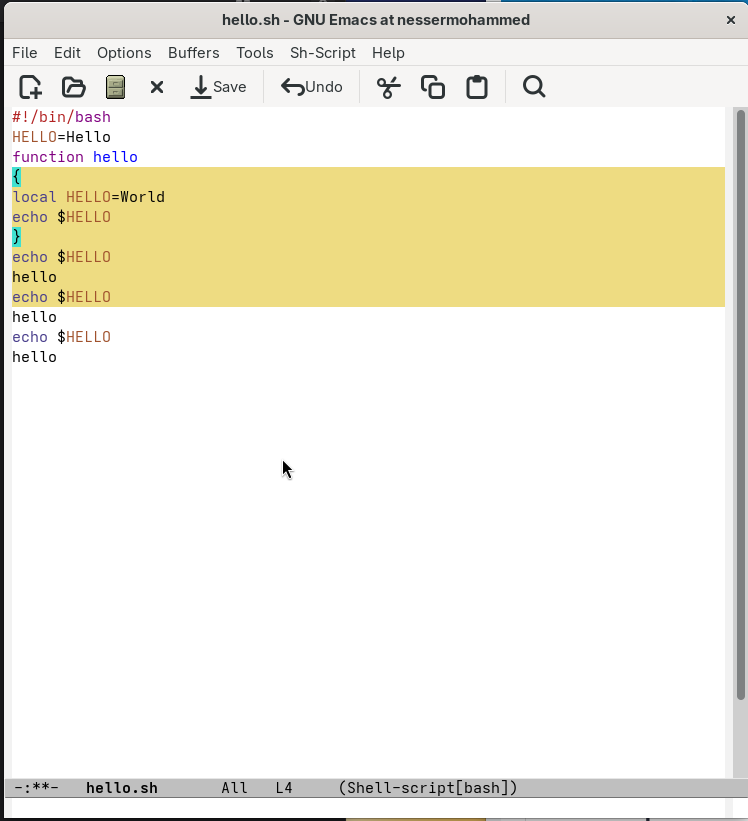 hello.sh - GNU Emacs at nessermohammed ×
File Edit Options Buffers Tools Sh-Script Help
Save Undo
#!/bin/bash
HELLO=Hello
function hello
{
local HELLO=World
echo $HELLO
}
echo $HELLO
hello
echo $HELLO
hello
echo $HELLO
hello
-:**- hello.sh All L4 (Shell-script[bash])